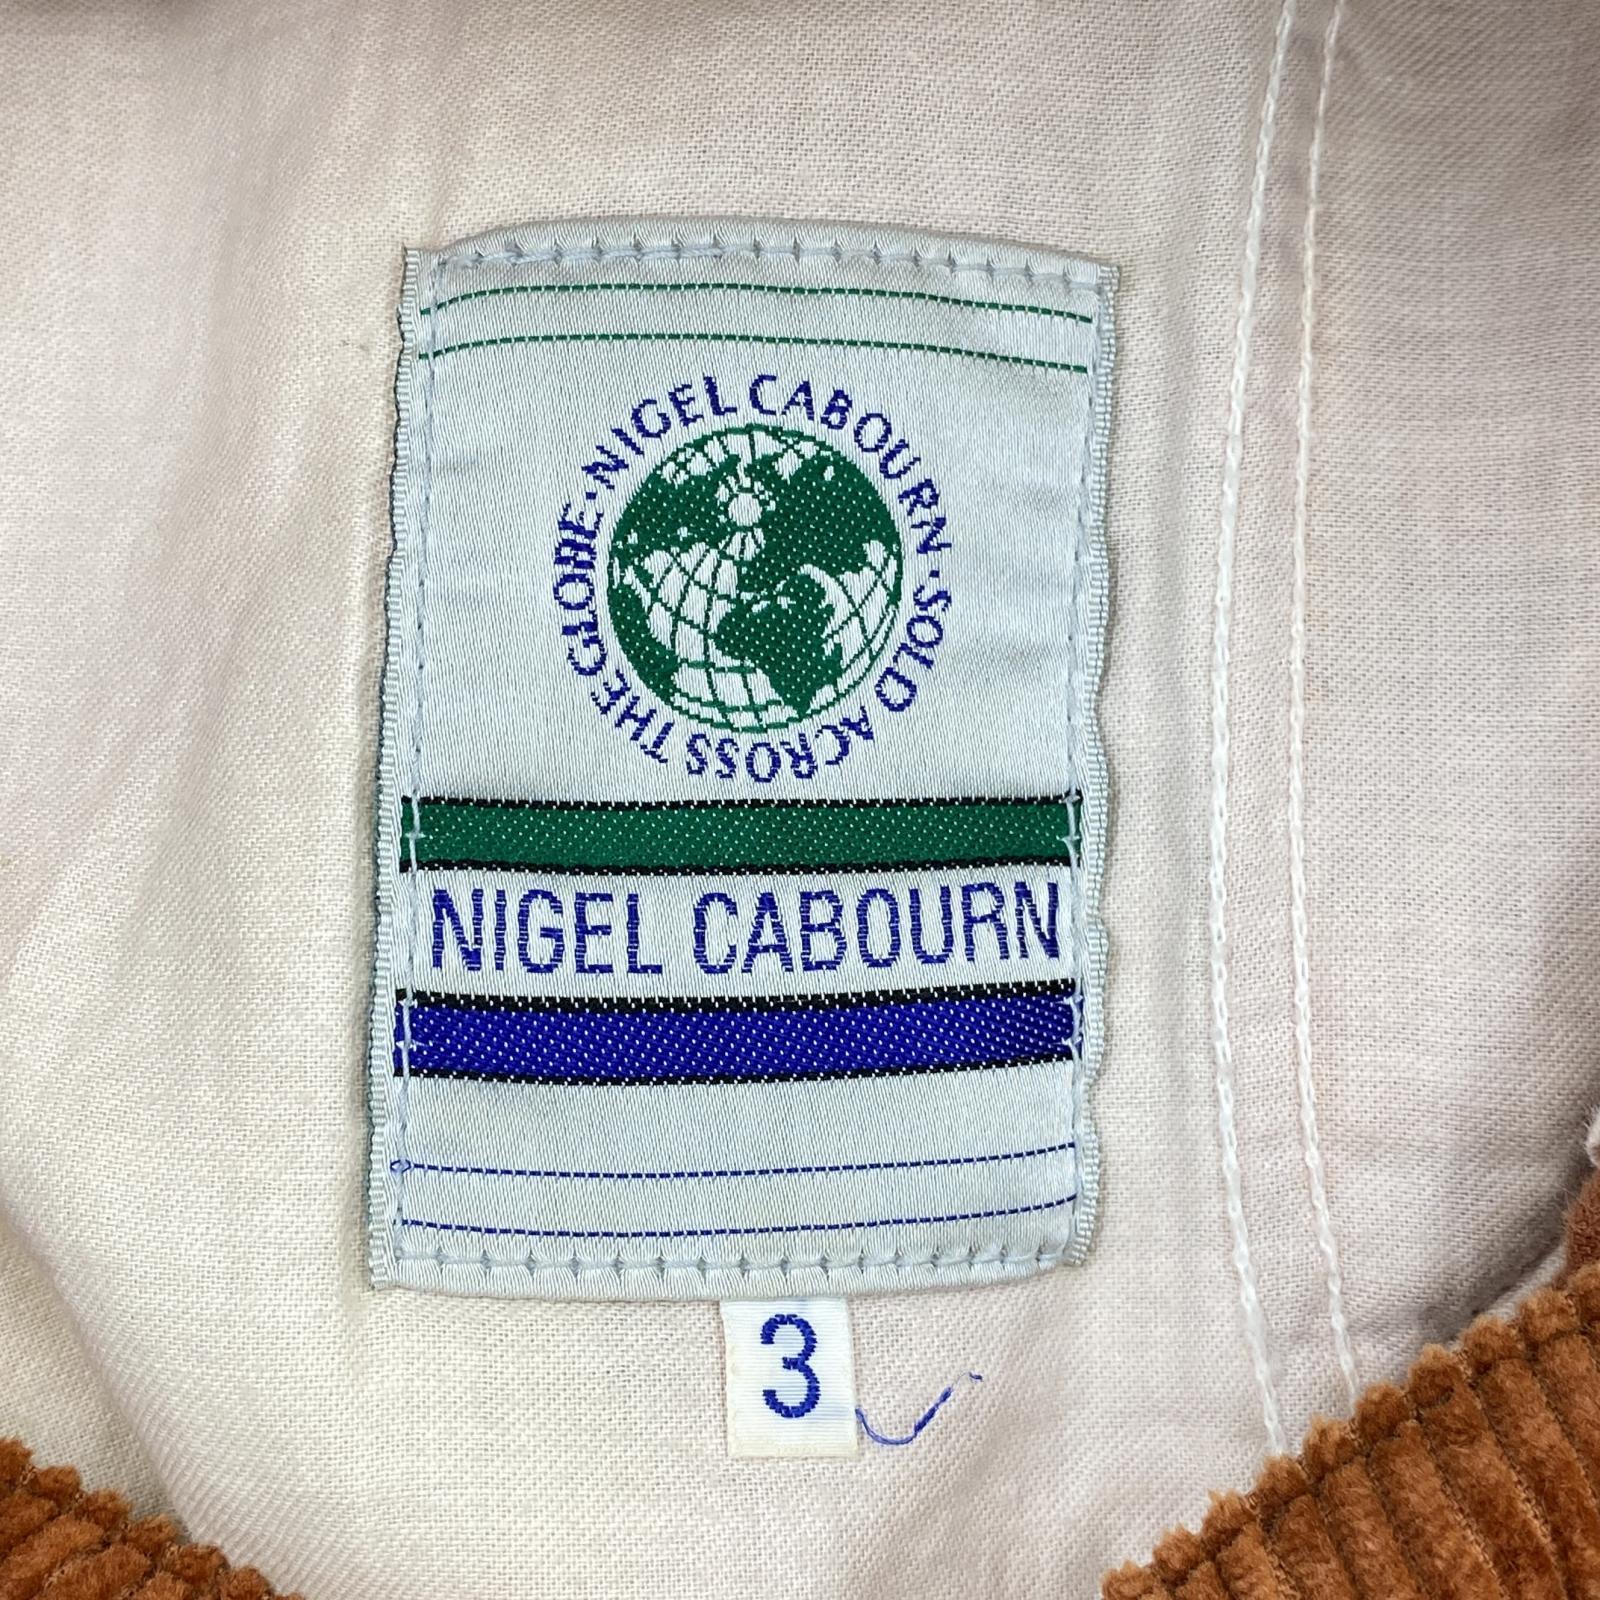 NIGEL CABOURN · SOLD ACROSS THE GLOBE ·
NIGEL CABOURN
3